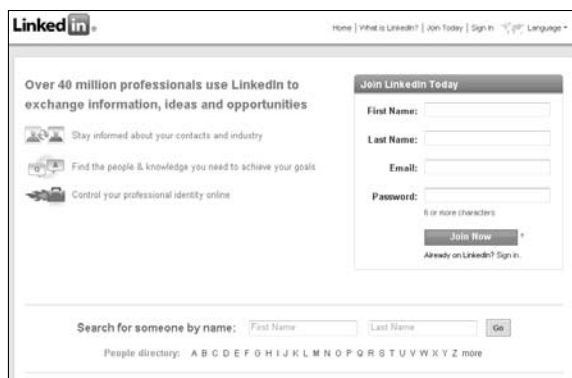 Linked in®
Home | What is LinkedIn? | Join Today | Sign In Language
Over 40 million professionals use LinkedIn to
exchange information, ideas and opportunities
Stay informed about your contacts and industry
Find the people & knowledge you need to achieve your goals
Control your professional identity online
Join LinkedIn Today
First Name:
Last Name:
Email:
Password:
6 or more characters
Join Now *
Already on LinkedIn? Sign in.
Search for someone by name: First Name Last Name Go
People directory: A B C D E F G H I J K L M N O P Q R S T U V W X Y Z more